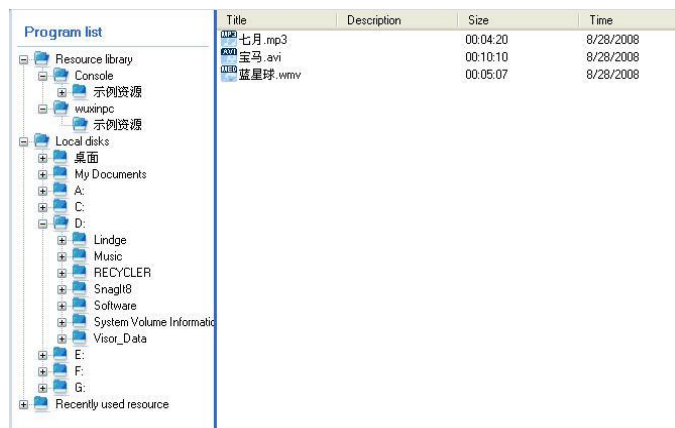 Program list
Resource library
Console
示例资源
wuxinpc
示例资源
Local disks
桌面
My Documents
A:
C:
D:
Lindge
Music
RECYCLER
SnagIt8
Software
System Volume Informatic
Visor_Data
E:
F:
G:
Recently used resource
Title Description Size Time
MP3 七月.mp3 00:04:20 8/28/2008
AVI 宝马.avi 00:10:10 8/28/2008
蓝星球.wmv 00:05:07 8/28/2008